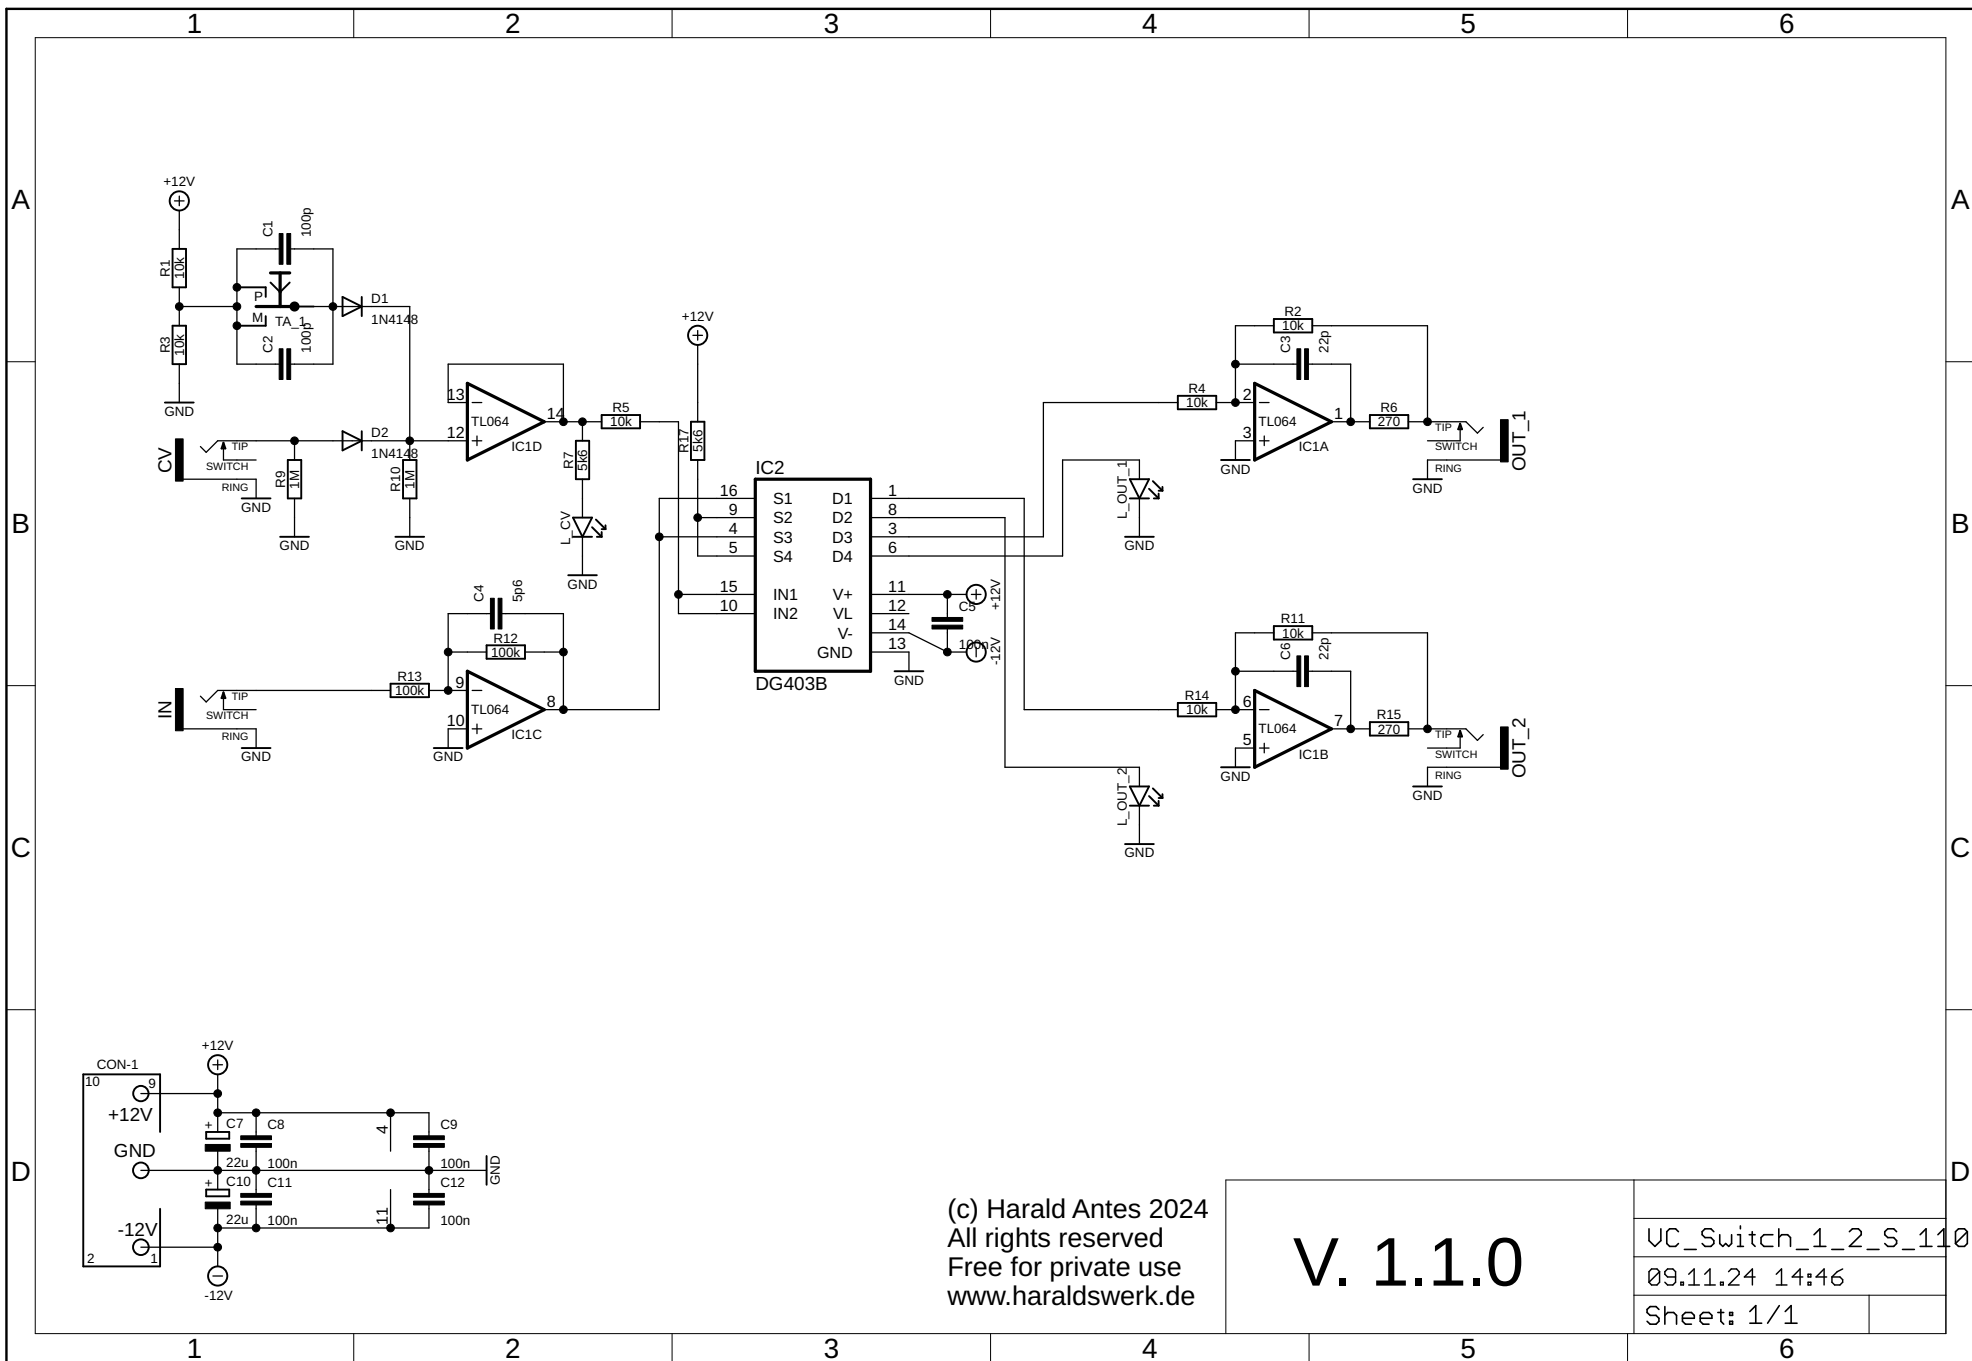 1 2 3 4 5 6
A A
B B
C C
D D
+12V
R1
10k
R3
10k
GND
C1
100p
P
M
TA_1
C2
100p
D1
1N4148
D2
1N4148
CV
TIP
SWITCH
RING
GND
R9
1M
GND
R10
1M
GND
13
12
14
TL064
IC1D
R5
10k
R7
5k6
L_CV
GND
+12V
R17
5k6
IN
TIP
SWITCH
RING
GND
R13
100k
C4
5p6
R12
100k
9
10
8
TL064
IC1C
GND
IC2
16 S1 D1 1
9 S2 D2 8
4 S3 D3 3
5 S4 D4 6
15 IN1 V+ 11
10 IN2 VL 12
V- 14
GND 13
DG403B
GND
C5
100n
+12V
-12V
L_OUT_1
GND
L_OUT_2
GND
R4
10k
R2
10k
C3
22p
2
3
1
TL064
IC1A
GND
R6
270
TIP
SWITCH
RING
GND
OUT_1
R14
10k
R11
10k
C6
22p
6
5
7
TL064
IC1B
GND
R15
270
TIP
SWITCH
RING
GND
OUT_2
CON-1
10 9
+12V
GND
-12V
2 1
+12V
+ C7
22u
C8
100n
4
C9
100n
GND
+ C10
22u
C11
100n
11
C12
100n
-12V
(c) Harald Antes 2024
All rights reserved
Free for private use
www.haraldswerk.de
V. 1.1.0
VC_Switch_1_2_S_110
09.11.24 14:46
Sheet: 1/1
1 2 3 4 5 6